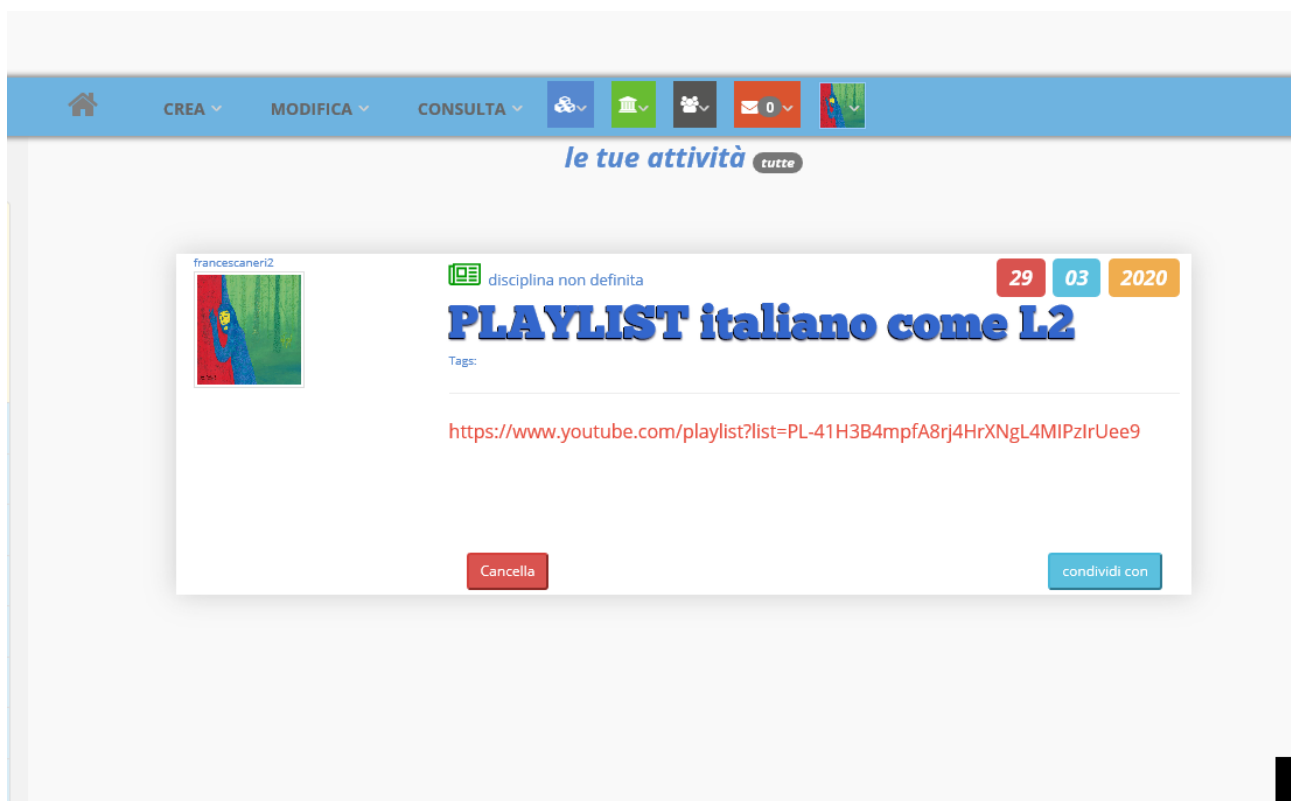 CREA MODIFICA CONSULTA 0
le tue attività tutte
francescaneri2
disciplina non definita
29 03 2020
PLAYLIST italiano come L2
Tags:
https://www.youtube.com/playlist?list=PL-41H3B4mpfA8rj4HrXNgL4MIPzIrUee9
Cancella
condividi con